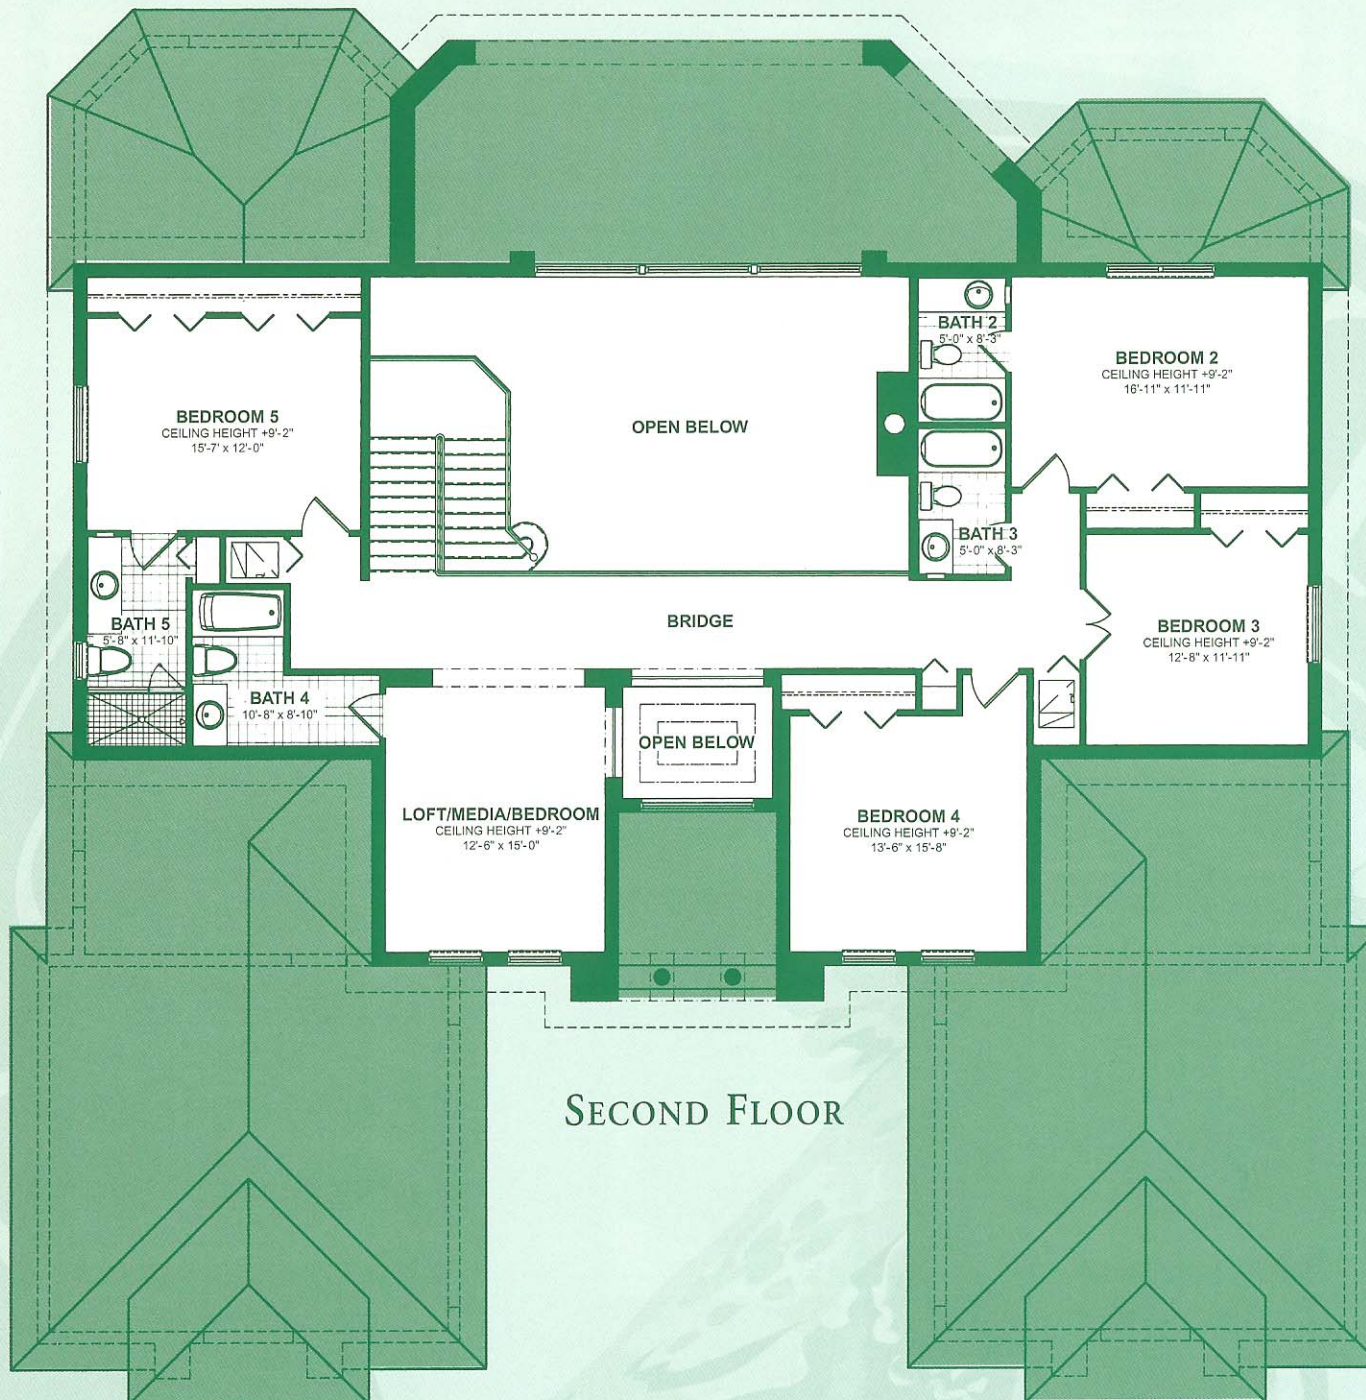 BATH 2
5'-0" x 8'-3"
BEDROOM 2
CEILING HEIGHT +9'-2"
16'-11" x 11'-11"
BEDROOM 5
CEILING HEIGHT +9'-2"
15'-7' x 12'-0"
OPEN BELOW
BATH 3
5'-0" x 8'-3"
BATH 5
5'-8" x 11'-10"
BRIDGE
BEDROOM 3
CEILING HEIGHT +9'-2"
12'-8" x 11'-11"
BATH 4
10'-8" x 8'-10"
OPEN BELOW
LOFT/MEDIA/BEDROOM
CEILING HEIGHT +9'-2"
12'-6" x 15'-0"
BEDROOM 4
CEILING HEIGHT +9'-2"
13'-6" x 15'-8"
SECOND FLOOR